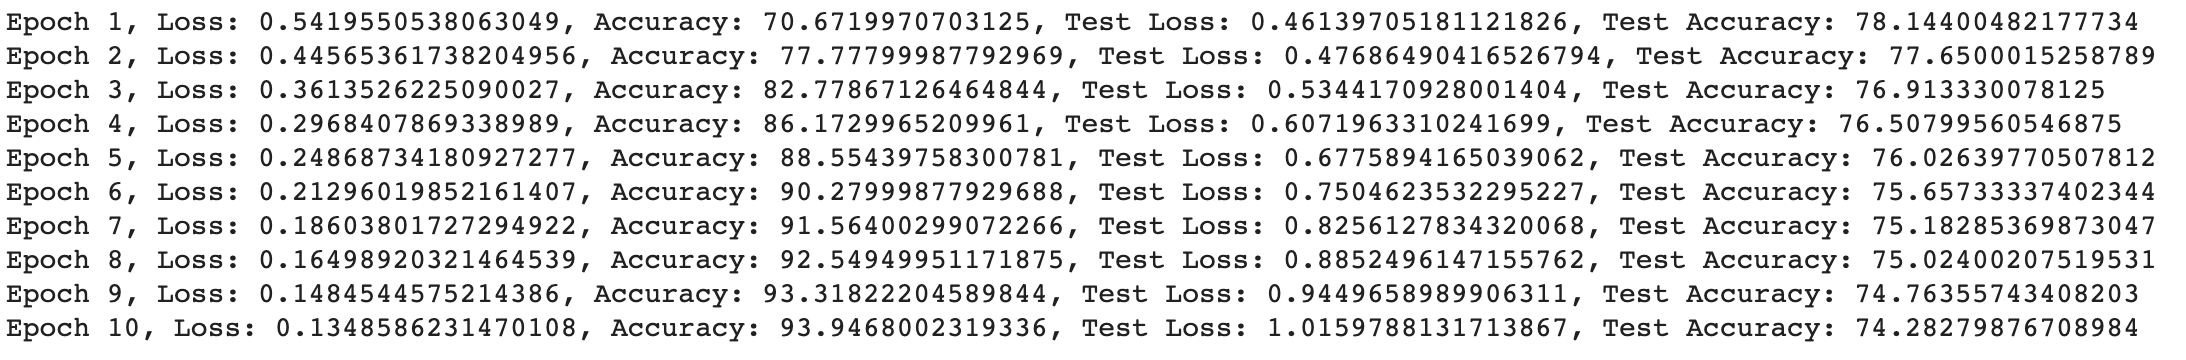 Epoch 1, Loss: 0.5419550538063049, Accuracy: 70.6719970703125, Test Loss: 0.46139705181121826, Test Accuracy: 78.14400482177734
Epoch 2, Loss: 0.44565361738204956, Accuracy: 77.77799987792969, Test Loss: 0.47686490416526794, Test Accuracy: 77.6500015258789
Epoch 3, Loss: 0.3613526225090027, Accuracy: 82.77867126464844, Test Loss: 0.5344170928001404, Test Accuracy: 76.913330078125
Epoch 4, Loss: 0.2968407869338989, Accuracy: 86.1729965209961, Test Loss: 0.6071963310241699, Test Accuracy: 76.50799560546875
Epoch 5, Loss: 0.24868734180927277, Accuracy: 88.55439758300781, Test Loss: 0.6775894165039062, Test Accuracy: 76.02639770507812
Epoch 6, Loss: 0.21296019852161407, Accuracy: 90.27999877929688, Test Loss: 0.7504623532295227, Test Accuracy: 75.65733337402344
Epoch 7, Loss: 0.18603801727294922, Accuracy: 91.56400299072266, Test Loss: 0.8256127834320068, Test Accuracy: 75.18285369873047
Epoch 8, Loss: 0.16498920321464539, Accuracy: 92.54949951171875, Test Loss: 0.8852496147155762, Test Accuracy: 75.02400207519531
Epoch 9, Loss: 0.1484544575214386, Accuracy: 93.31822204589844, Test Loss: 0.9449658989906311, Test Accuracy: 74.76355743408203
Epoch 10, Loss: 0.1348586231470108, Accuracy: 93.9468002319336, Test Loss: 1.0159788131713867, Test Accuracy: 74.28279876708984